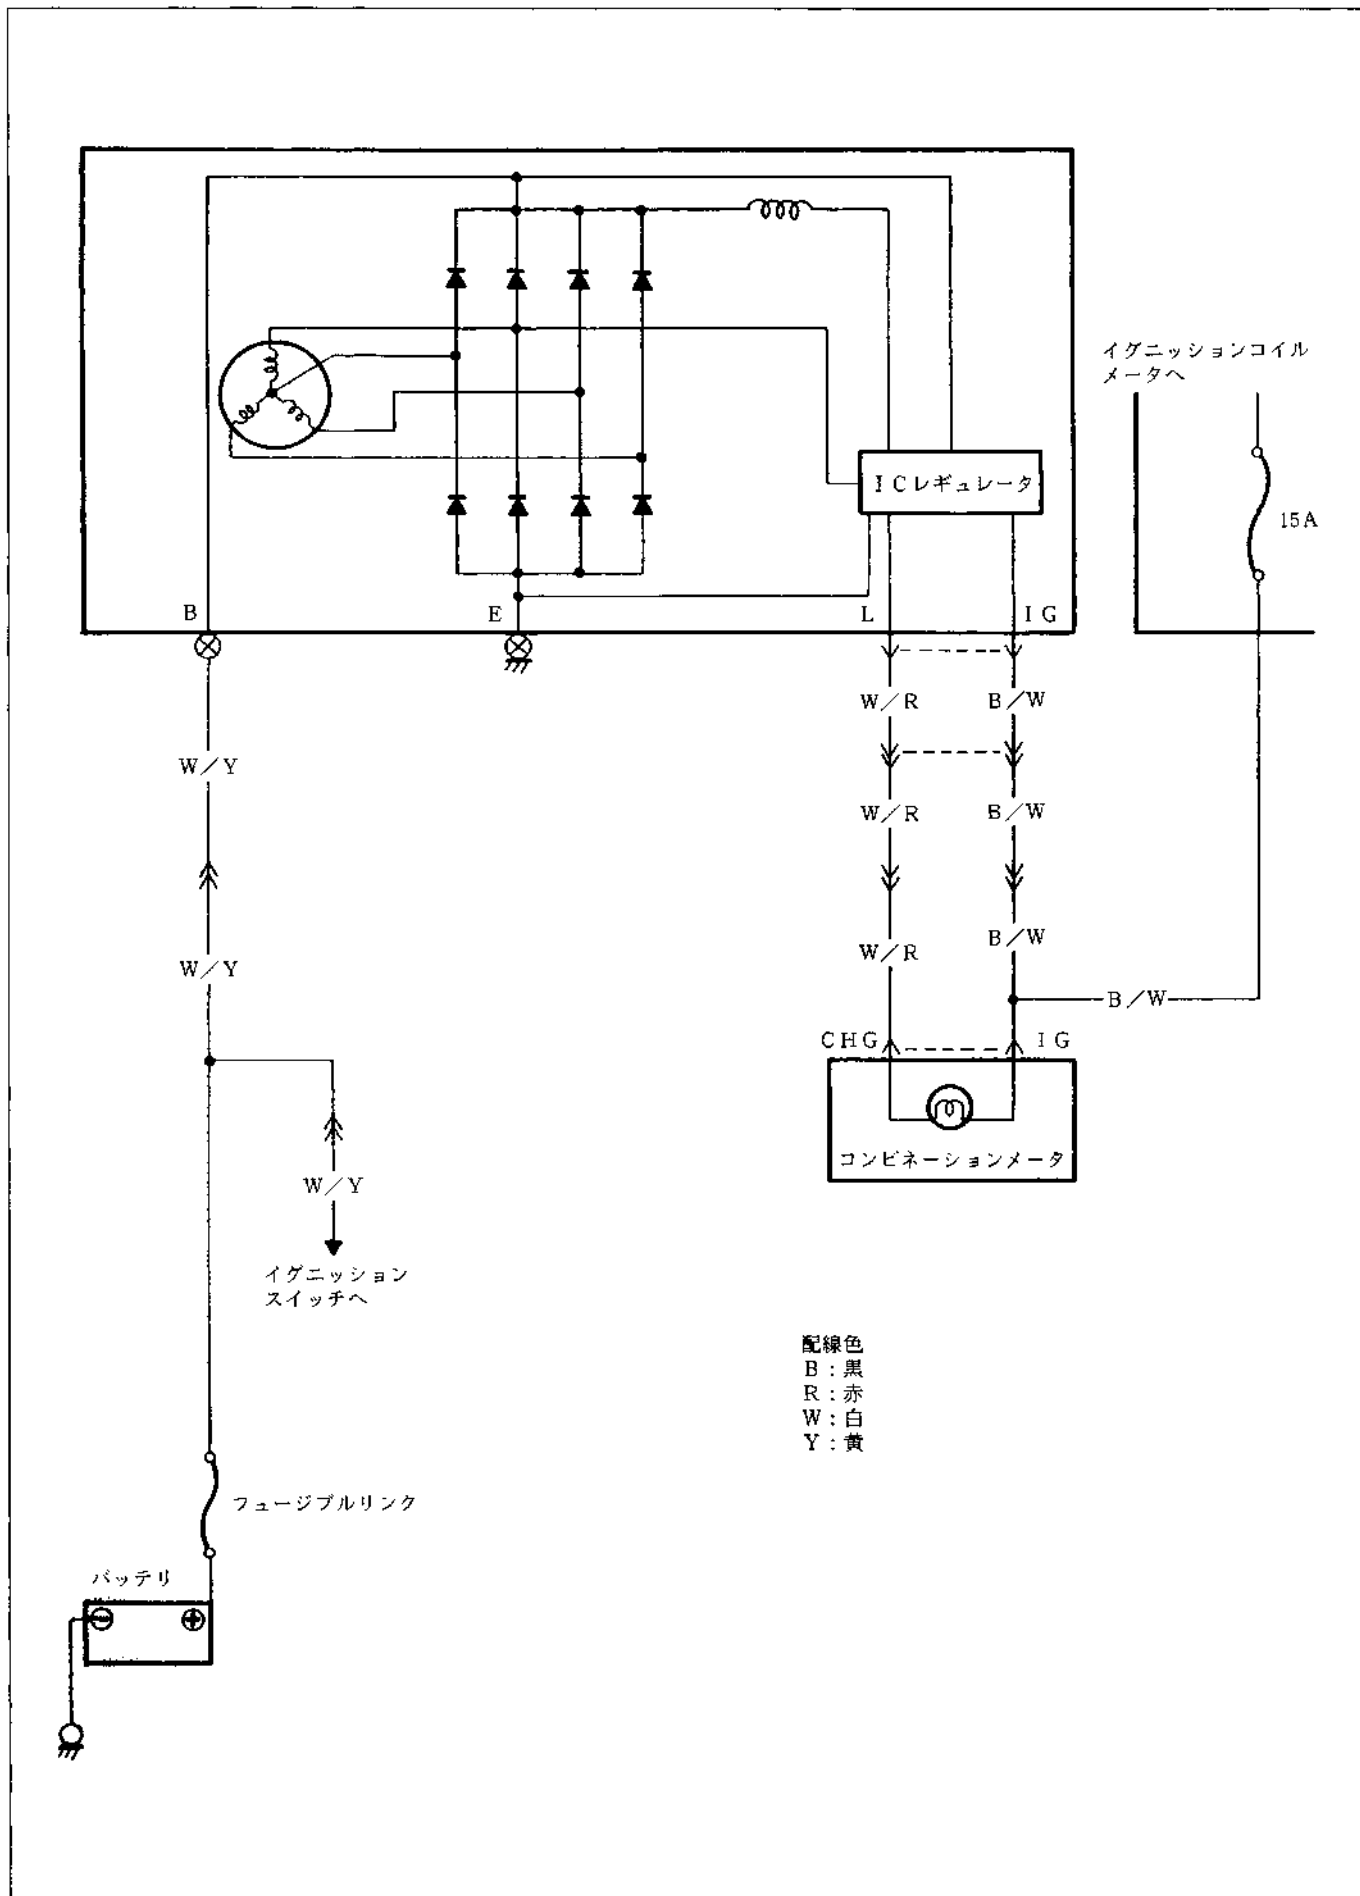 イグニッションコイル
メータへ
ICレギュレータ
15A
B
E
L
IG
W/R
B/W
W/Y
W/R
B/W
W/R
B/W
W/Y
B/W
CHG
IG
コンビネーションメータ
W/Y
イグニッション
スイッチへ
配線色
B:黒
R:赤
W:白
Y:黄
フュージブルリンク
バッテリ